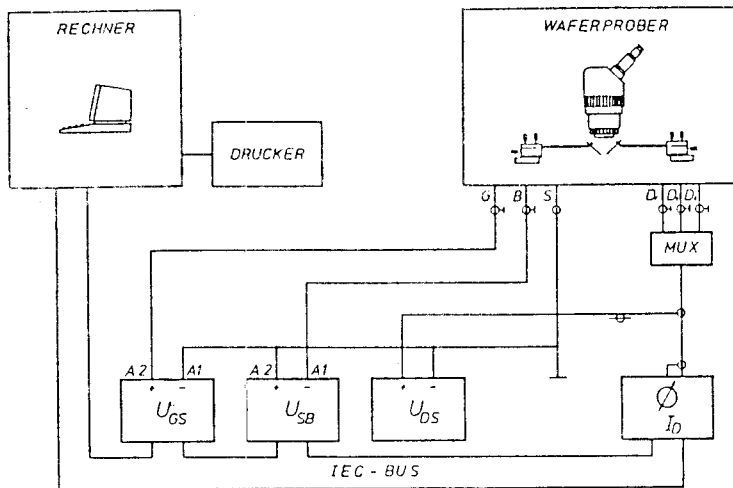 RECHNER
WAFERPROBER
DRUCKER
G B S
MUX
A2 A1 A2 A1
+ - + - + -
U_GS U_SB U_DS
I_D
IEC-BUS